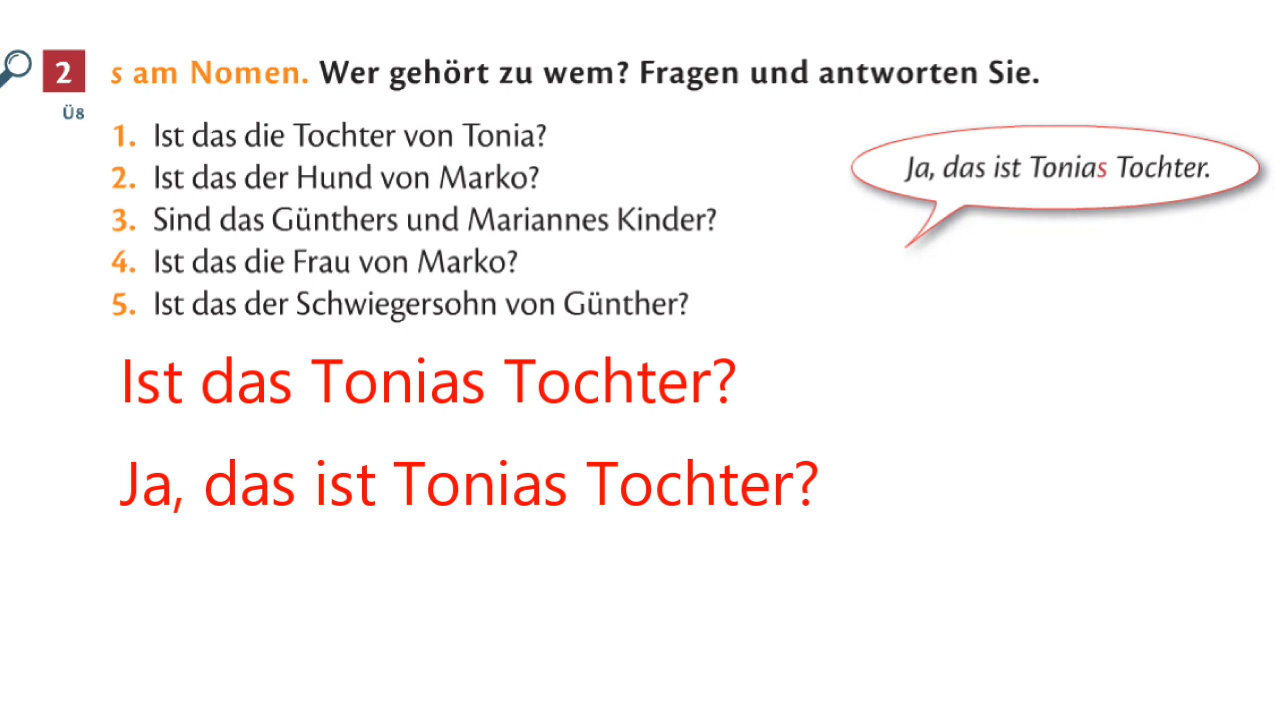 2 s am Nomen. Wer gehört zu wem? Fragen und antworten Sie.
Ü8
1. Ist das die Tochter von Tonia?
2. Ist das der Hund von Marko?
3. Sind das Günthers und Mariannes Kinder?
4. Ist das die Frau von Marko?
5. Ist das der Schwiegersohn von Günther?
Ja, das ist Tonias Tochter.
Ist das Tonias Tochter?
Ja, das ist Tonias Tochter?